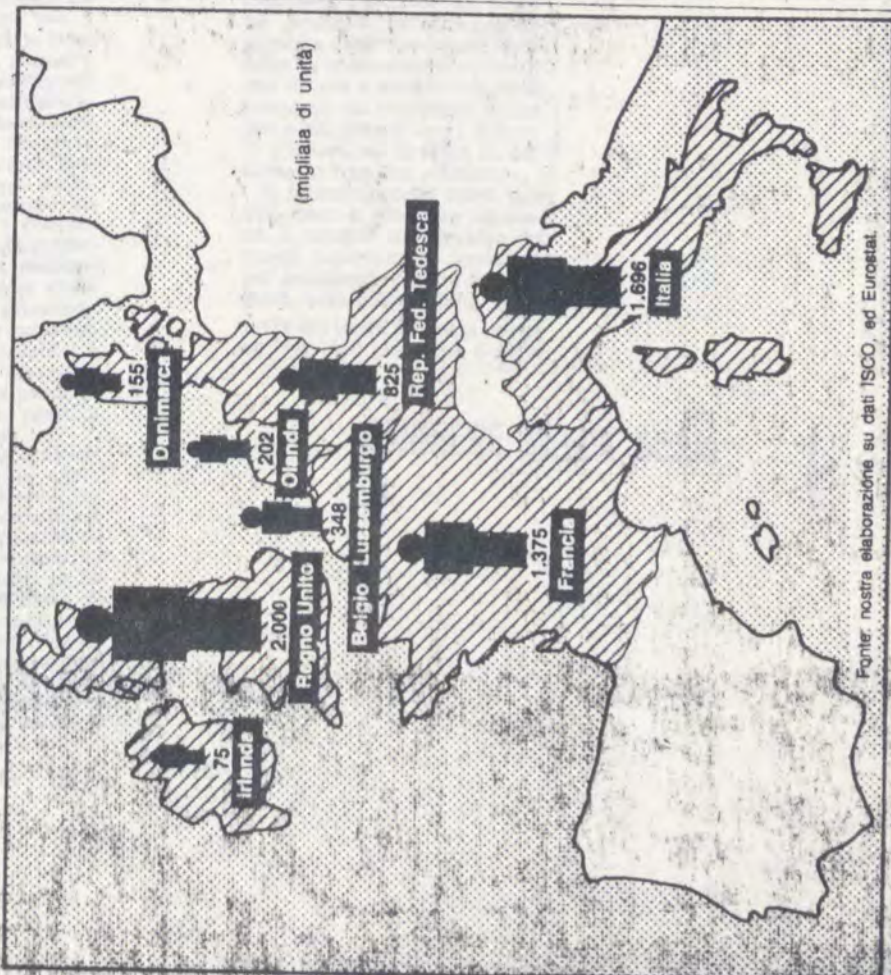 (migliaia di unità)
155
Danimarca
202
Olanda
2.000
Regno Unito
75
Irlanda
348
Belgio Lussemburgo
825
Rep. Fed. Tedesca
1.375
Francia
1.696
Italia
Fonte: nostra elaborazione su dati ISCO ed Eurostat.